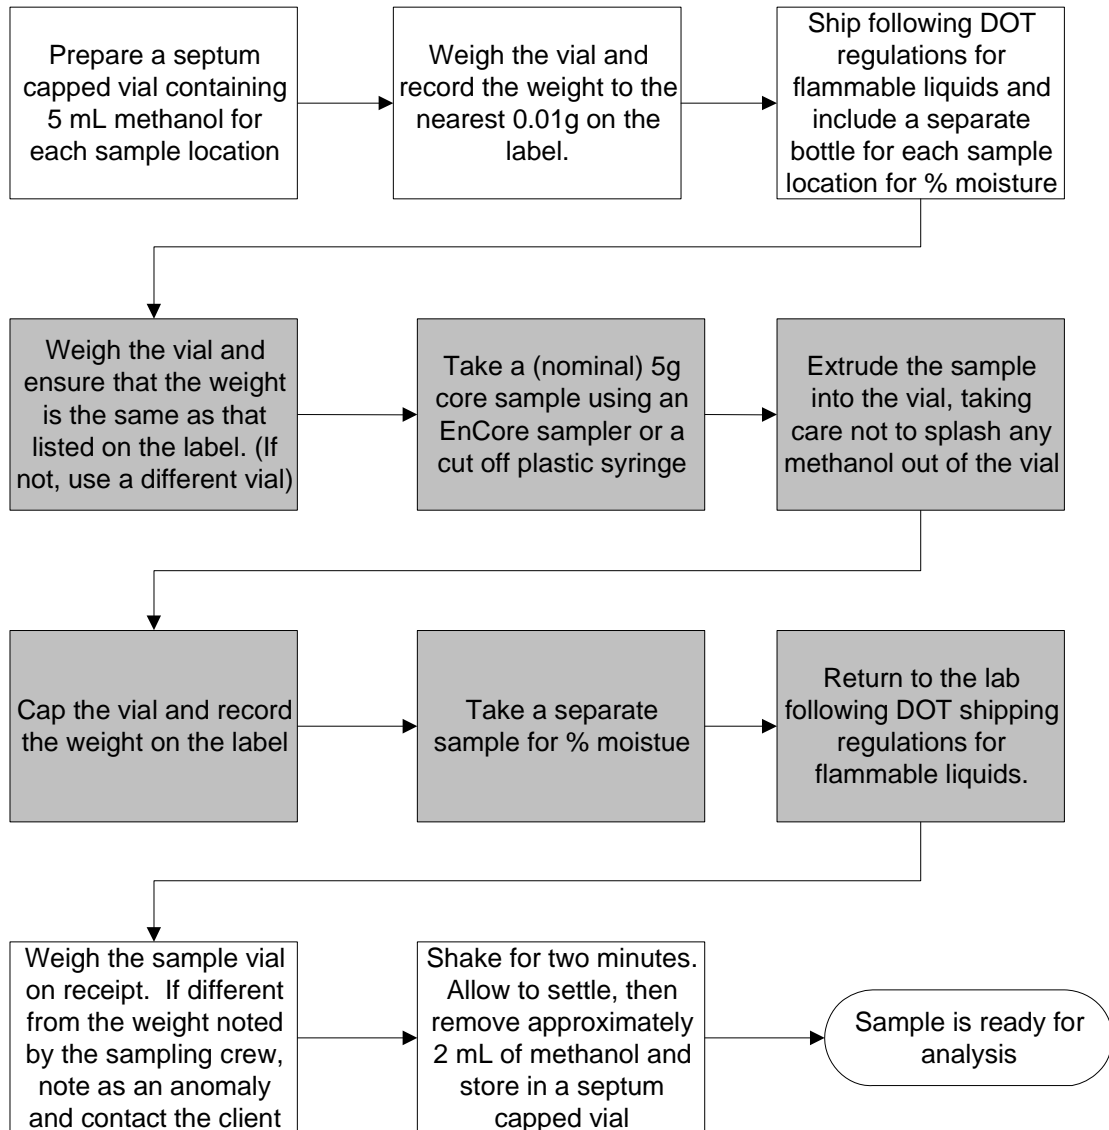 Prepare a septum
capped vial containing
5 mL methanol for
each sample location
Weigh the vial and
record the weight to the
nearest 0.01g on the
label.
Ship following DOT
regulations for
flammable liquids and
include a separate
bottle for each sample
location for % moisture
Weigh the vial and
ensure that the weight
is the same as that
listed on the label. (If
not, use a different vial)
Take a (nominal) 5g
core sample using an
EnCore sampler or a
cut off plastic syringe
Extrude the sample
into the vial, taking
care not to splash any
methanol out of the vial
Cap the vial and record
the weight on the label
Take a separate
sample for % moistue
Return to the lab
following DOT shipping
regulations for
flammable liquids.
Weigh the sample vial
on receipt.  If different
from the weight noted
by the sampling crew,
note as an anomaly
and contact the client
Shake for two minutes.
Allow to settle, then
remove approximately
2 mL of methanol and
store in a septum
capped vial
Sample is ready for
analysis